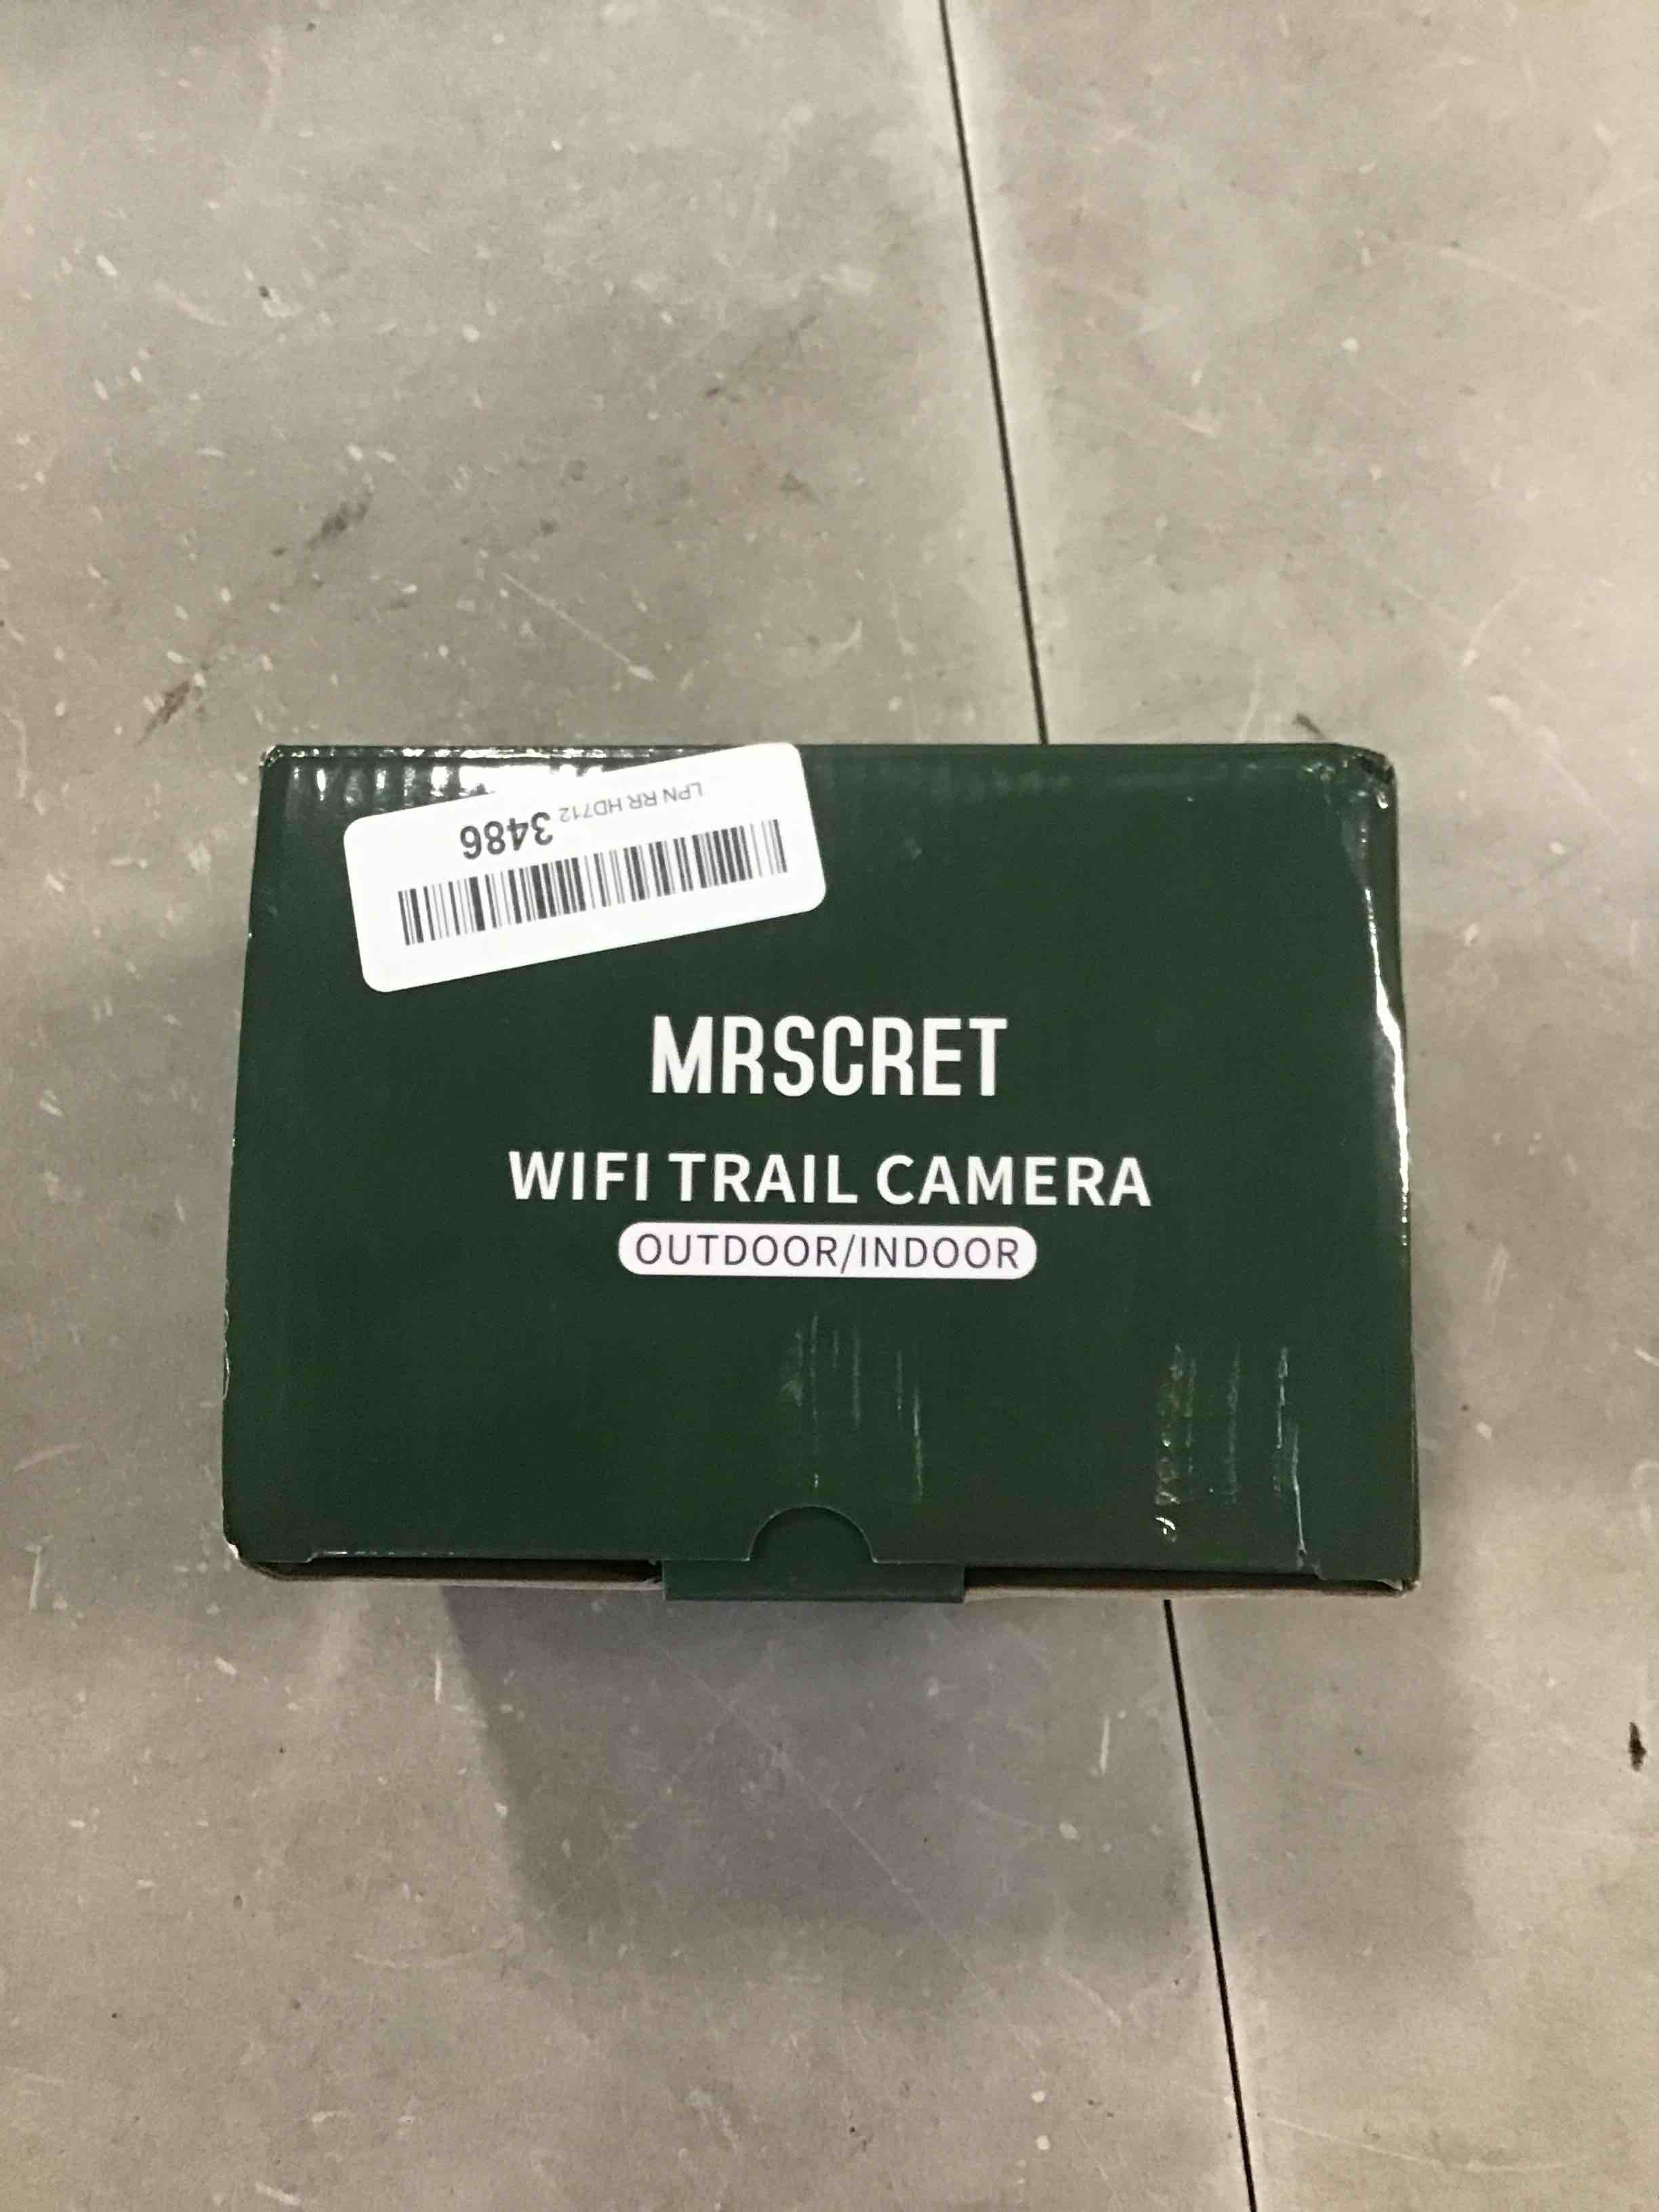 LPN RR HD712 3486
MRSCRET
WIFI TRAIL CAMERA
OUTDOOR/INDOOR